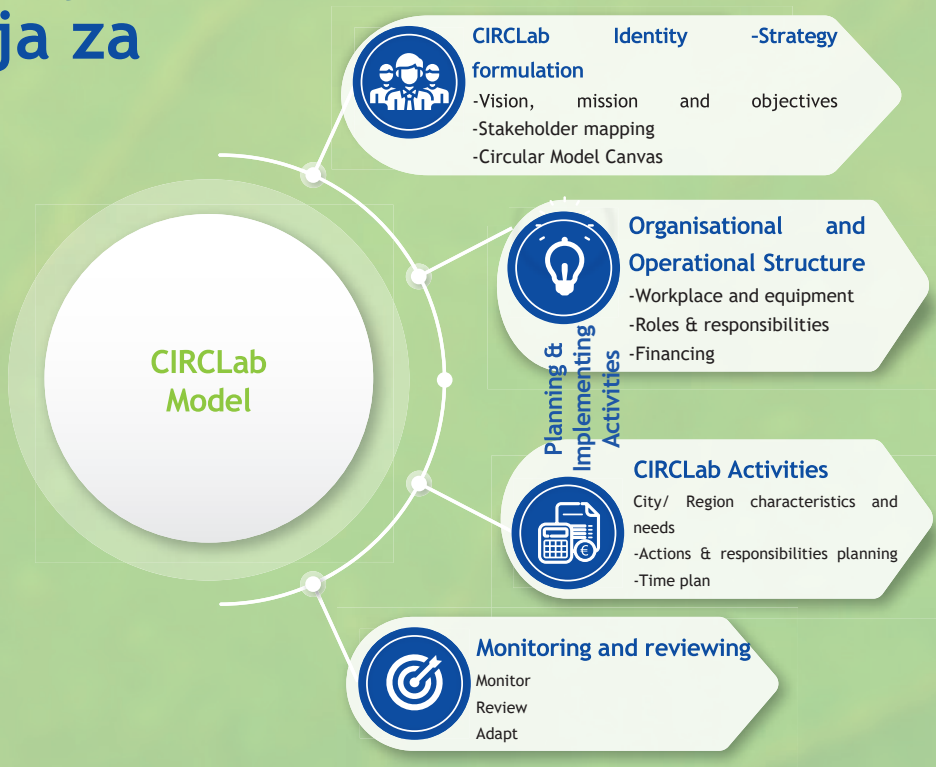 ja za
CIRCLab Identity -Strategy
formulation
-Vision, mission and objectives
-Stakeholder mapping
-Circular Model Canvas
Organisational and
Operational Structure
-Workplace and equipment
-Roles & responsibilities
-Financing
CIRCLab
Model
Planning &
Implementing
Activities
CIRCLab Activities
City/ Region characteristics and
needs
-Actions & responsibilities planning
-Time plan
Monitoring and reviewing
Monitor
Review
Adapt